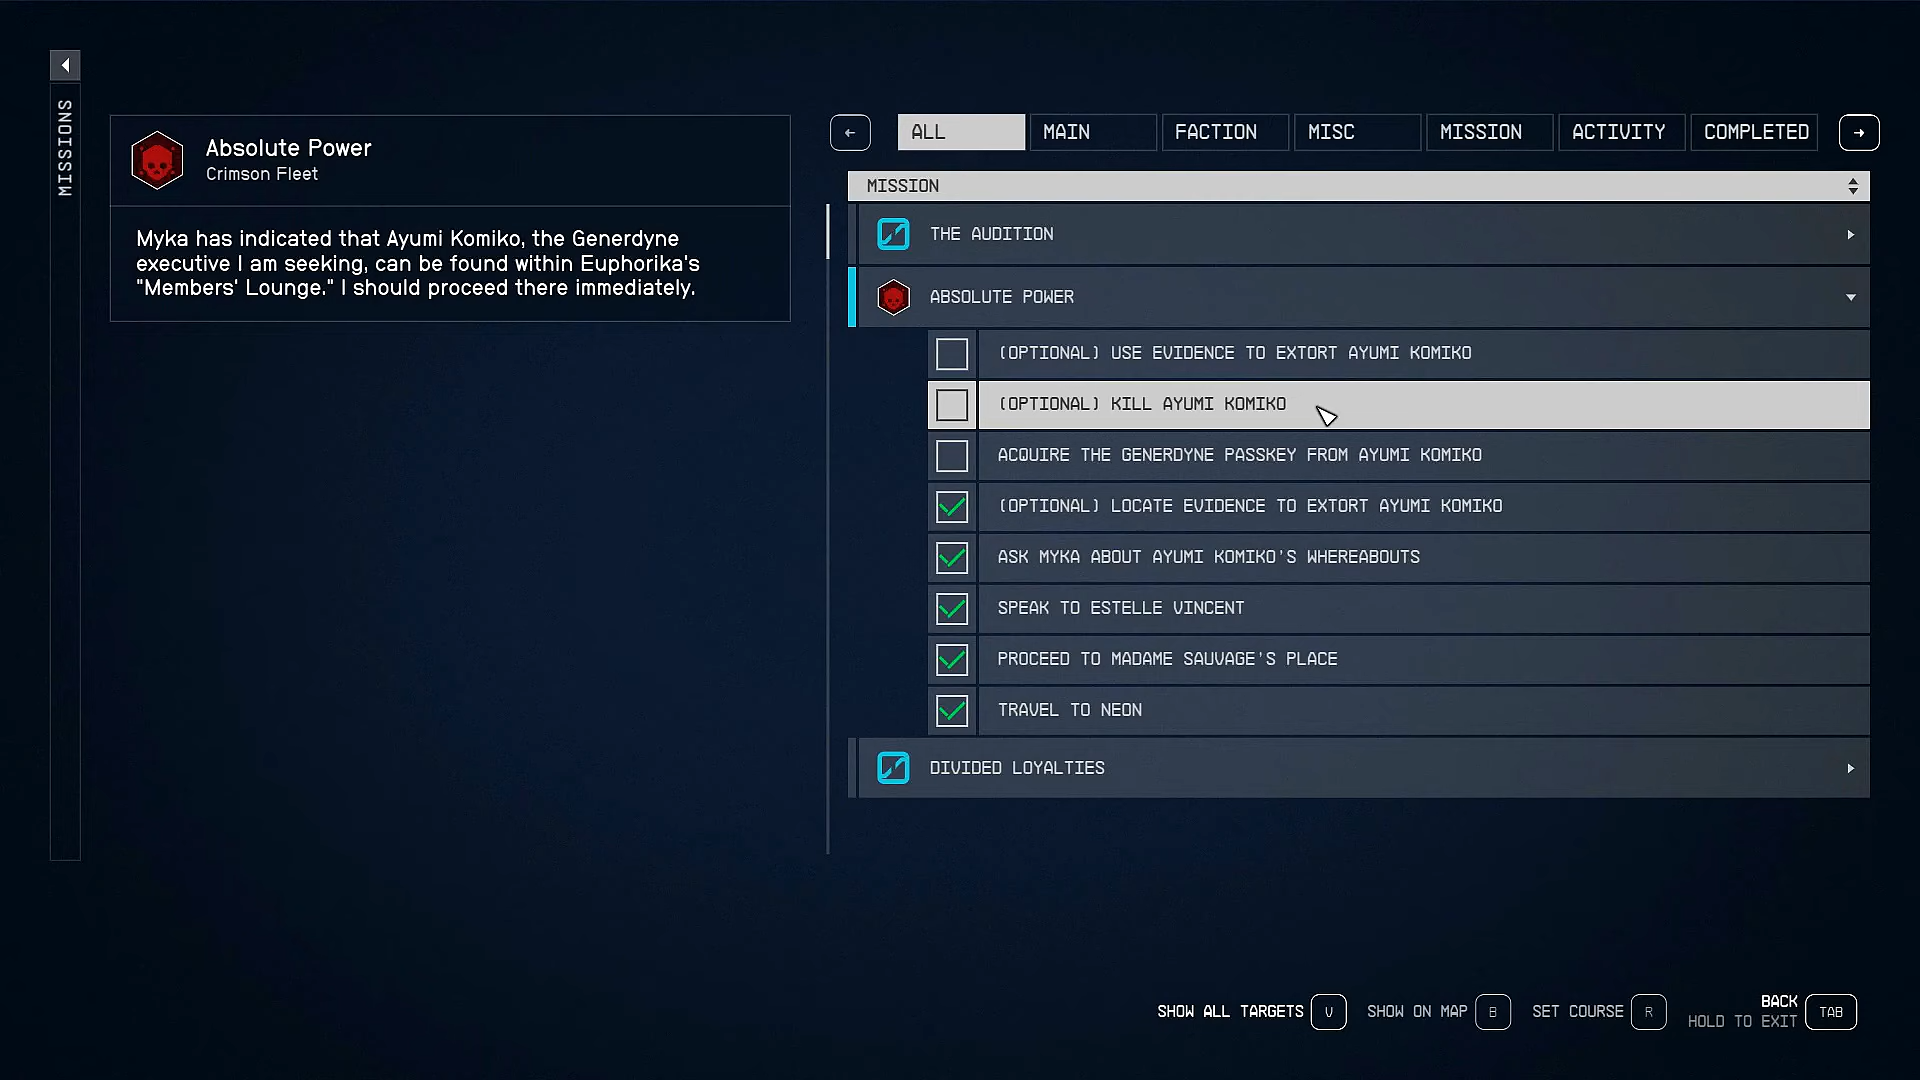 MISSIONS
Absolute Power
Crimson Fleet
Myka has indicated that Ayumi Komiko, the Generdyne
executive I am seeking, can be found within Euphorika's
"Members' Lounge." I should proceed there immediately.
ALL MAIN FACTION MISC MISSION ACTIVITY COMPLETED
MISSION
THE AUDITION
ABSOLUTE POWER
(OPTIONAL) USE EVIDENCE TO EXTORT AYUMI KOMIKO
(OPTIONAL) KILL AYUMI KOMIKO
ACQUIRE THE GENERDYNE PASSKEY FROM AYUMI KOMIKO
(OPTIONAL) LOCATE EVIDENCE TO EXTORT AYUMI KOMIKO
ASK MYKA ABOUT AYUMI KOMIKO'S WHEREABOUTS
SPEAK TO ESTELLE VINCENT
PROCEED TO MADAME SAUVAGE'S PLACE
TRAVEL TO NEON
DIVIDED LOYALTIES
SHOW ALL TARGETS V SHOW ON MAP B SET COURSE R BACK TAB
HOLD TO EXIT